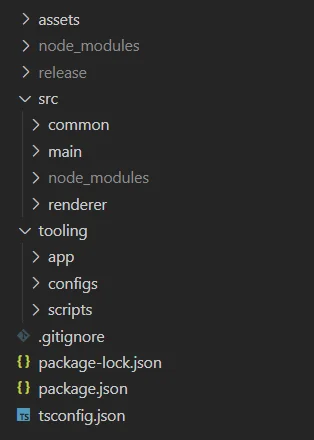 assets
node_modules
release
src
common
main
node_modules
renderer
tooling
app
configs
scripts
.gitignore
{} package-lock.json
{} package.json
TS tsconfig.json